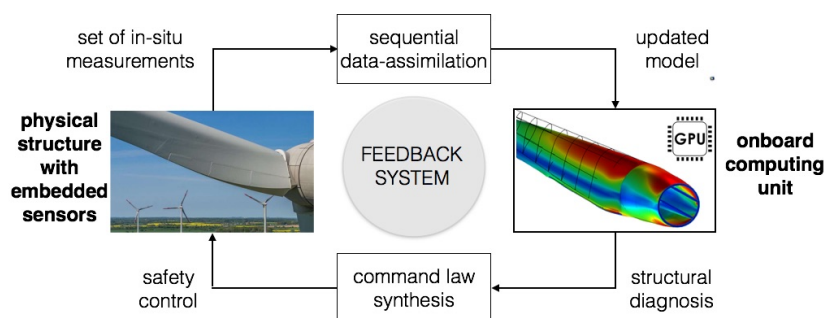 set of in-situ
measurements
sequential
data-assimilation
updated
model
physical
structure
with
embedded
sensors
FEEDBACK
SYSTEM
GPU
onboard
computing
unit
safety
control
command law
synthesis
structural
diagnosis